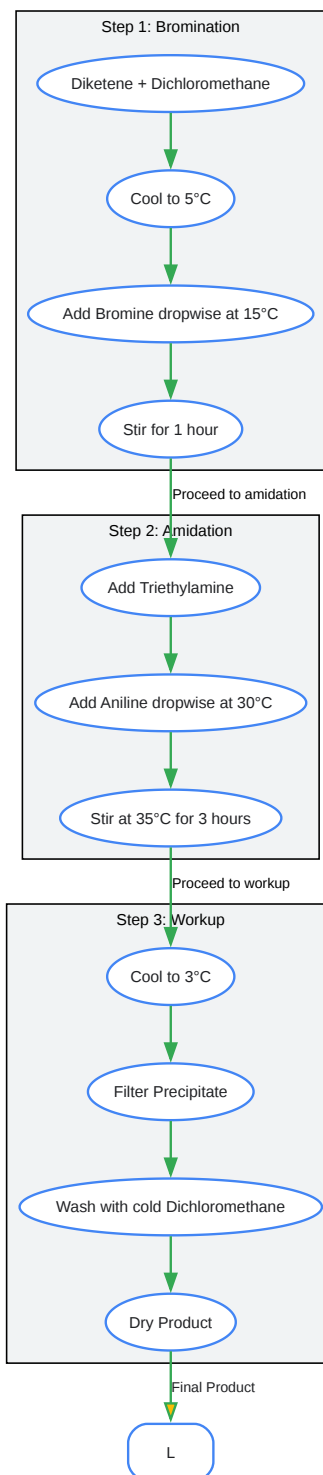 Step 1: Bromination
Diketene + Dichloromethane
Cool to 5°C
Add Bromine dropwise at 15°C
Stir for 1 hour
Proceed to amidation
Step 2: Amidation
Add Triethylamine
Add Aniline dropwise at 30°C
Stir at 35°C for 3 hours
Proceed to workup
Step 3: Workup
Cool to 3°C
Filter Precipitate
Wash with cold Dichloromethane
Dry Product
Final Product
L